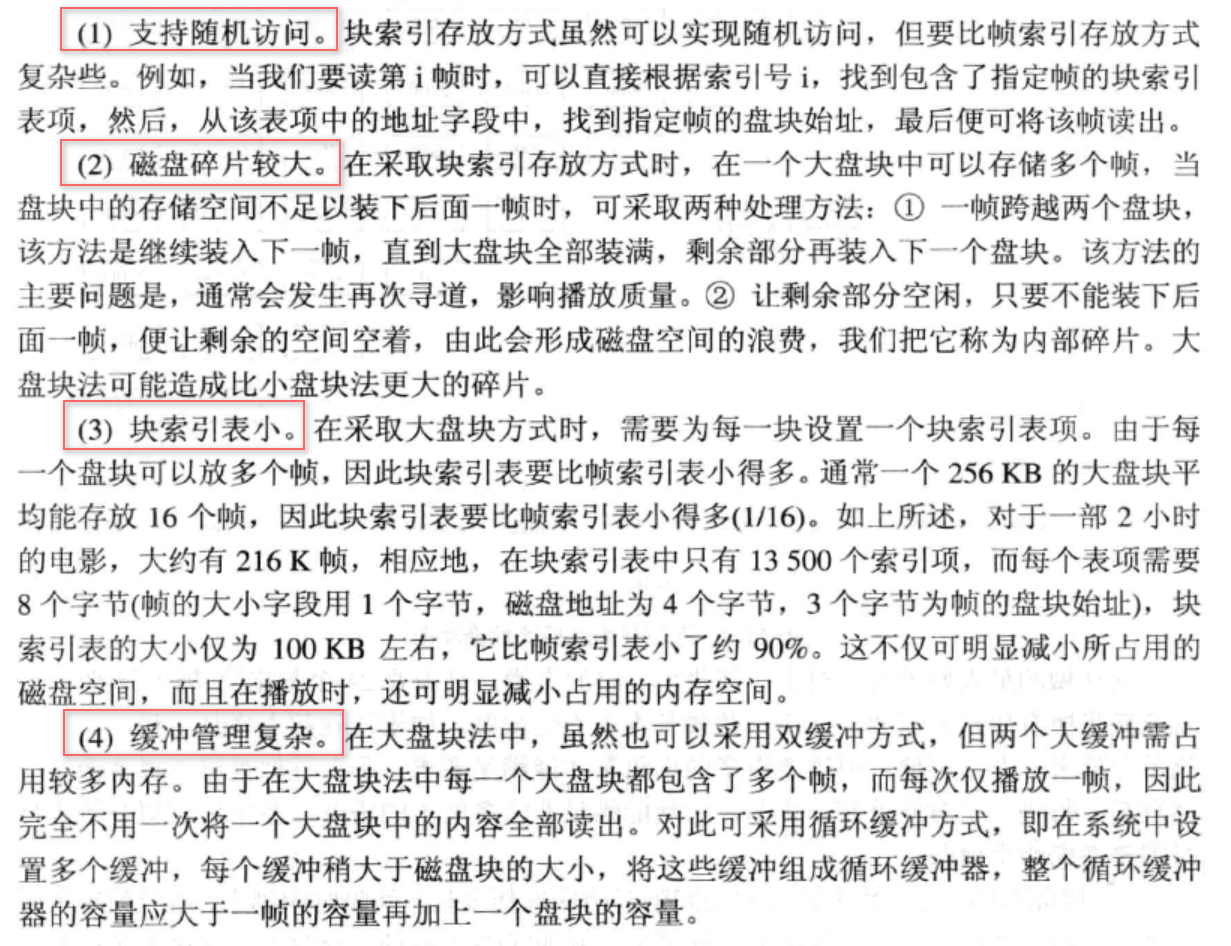 (1) 支持随机访问。块索引存放方式虽然可以实现随机访问，但要比帧索引存放方式
复杂些。例如，当我们要读第 i 帧时，可以直接根据索引号 i，找到包含了指定帧的块索引
表项，然后，从该表项中的地址字段中，找到指定帧的盘块始址，最后便可将该帧读出。
(2) 磁盘碎片较大。在采取块索引存放方式时，在一个大盘块中可以存储多个帧，当
盘块中的存储空间不足以装下后面一帧时，可采取两种处理方法：① 一帧跨越两个盘块，
该方法是继续装入下一帧，直到大盘块全部装满，剩余部分再装入下一个盘块。该方法的
主要问题是，通常会发生再次寻道，影响播放质量。② 让剩余部分空闲，只要不能装下后
面一帧，便让剩余的空间空着，由此会形成磁盘空间的浪费，我们把它称为内部碎片。大
盘块法可能造成比小盘块法更大的碎片。
(3) 块索引表小。在采取大盘块方式时，需要为每一块设置一个块索引表项。由于每
一个盘块可以放多个帧，因此块索引表要比帧索引表小得多。通常一个 256 KB 的大盘块平
均能存放 16 个帧，因此块索引表要比帧索引表小得多(1/16)。如上所述，对于一部 2 小时
的电影，大约有 216 K 帧，相应地，在块索引表中只有 13 500 个索引项，而每个表项需要
8 个字节(帧的大小字段用 1 个字节，磁盘地址为 4 个字节，3 个字节为帧的盘块始址)，块
索引表的大小仅为 100 KB 左右，它比帧索引表小了约 90%。这不仅可明显减小所占用的
磁盘空间，而且在播放时，还可明显减小占用的内存空间。
(4) 缓冲管理复杂。在大盘块法中，虽然也可以采用双缓冲方式，但两个大缓冲需占
用较多内存。由于在大盘块法中每一个大盘块都包含了多个帧，而每次仅播放一帧，因此
完全不用一次将一个大盘块中的内容全部读出。对此可采用循环缓冲方式，即在系统中设
置多个缓冲，每个缓冲稍大于磁盘块的大小，将这些缓冲组成循环缓冲器，整个循环缓冲
器的容量应大于一帧的容量再加上一个盘块的容量。